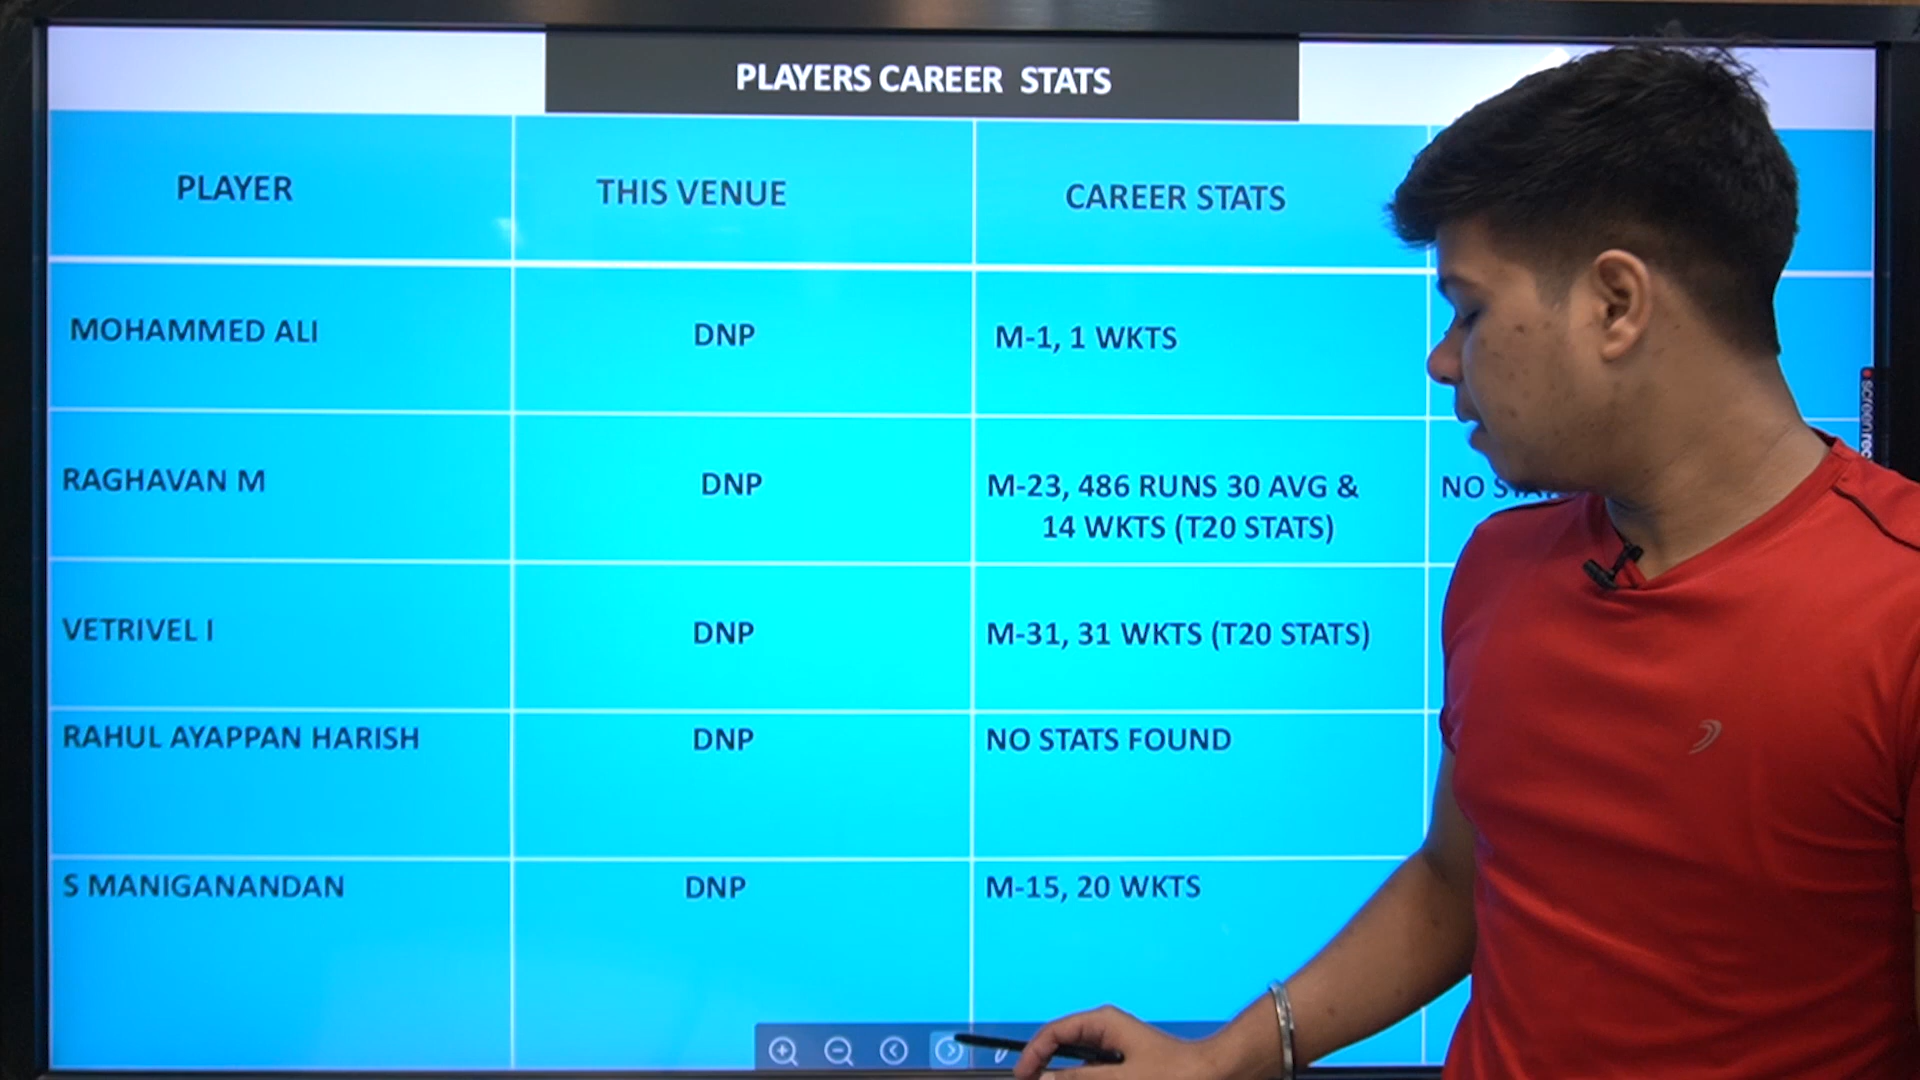 PLAYERS CAREER STATS
PLAYER
THIS VENUE
CAREER STATS
MOHAMMED ALI
DNP
M-1, 1 WKTS
RAGHAVAN M
DNP
M-23, 486 RUNS 30 AVG &
14 WKTS (T20 STATS)
NO
VETRIVEL I
DNP
M-31, 31 WKTS (T20 STATS)
RAHUL AYAPPAN HARISH
DNP
NO STATS FOUND
S MANIGANANDAN
DNP
M-15, 20 WKTS